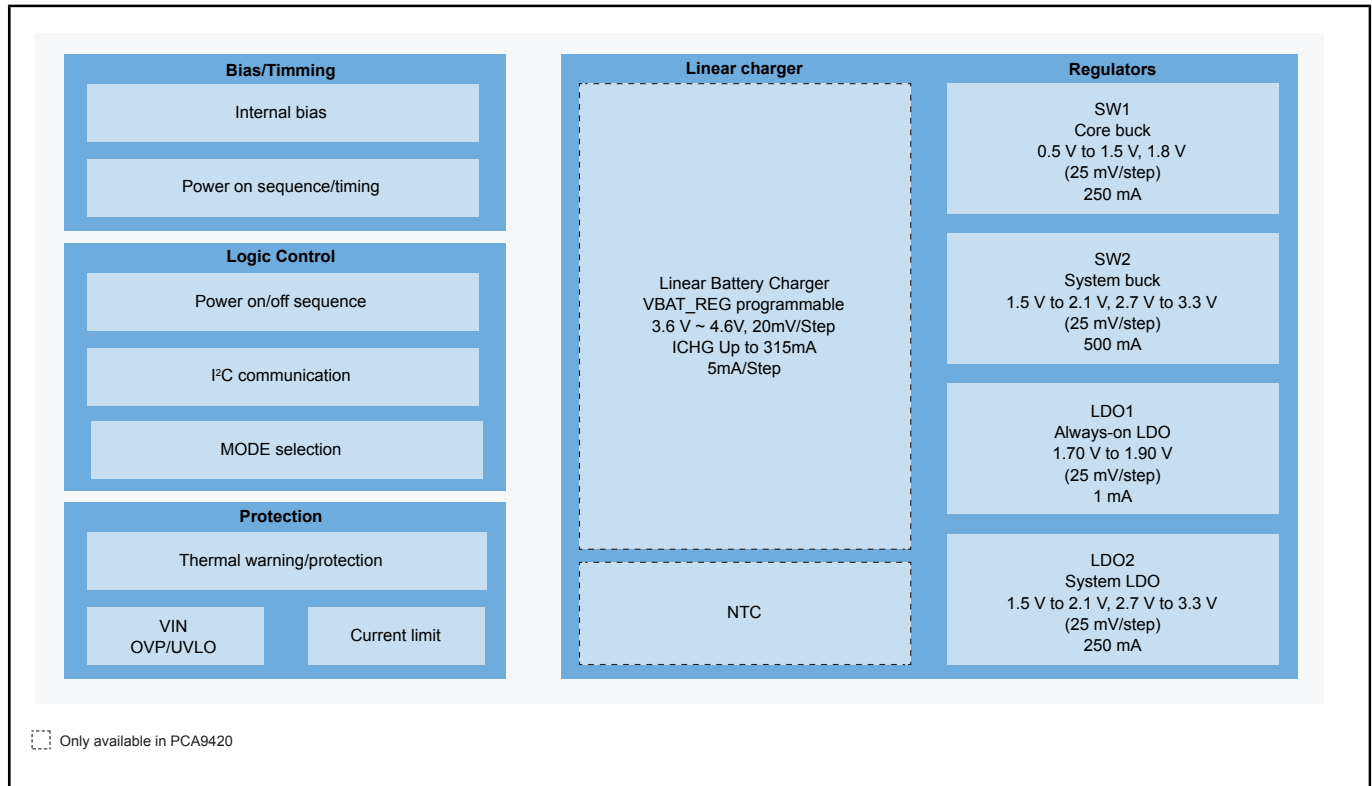 Bias/Timming
Internal bias
Power on sequence/timing
Logic Control
Power on/off sequence
I²C communication
MODE selection
Protection
Thermal warning/protection
VIN
OVP/UVLO
Current limit
Linear charger
Linear Battery Charger
VBAT_REG programmable
3.6 V ~ 4.6V, 20mV/Step
ICHG Up to 315mA
5mA/Step
NTC
Regulators
SW1
Core buck
0.5 V to 1.5 V, 1.8 V
(25 mV/step)
250 mA
SW2
System buck
1.5 V to 2.1 V, 2.7 V to 3.3 V
(25 mV/step)
500 mA
LDO1
Always-on LDO
1.70 V to 1.90 V
(25 mV/step)
1 mA
LDO2
System LDO
1.5 V to 2.1 V, 2.7 V to 3.3 V
(25 mV/step)
250 mA
Only available in PCA9420